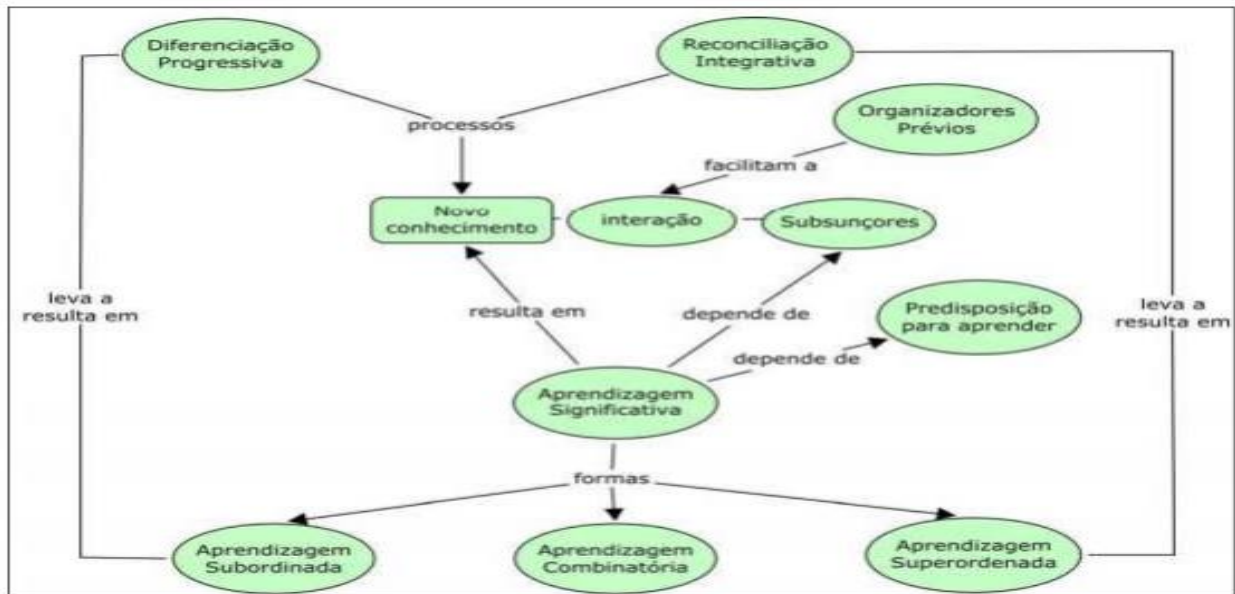 Diferenciação
Progressiva
Reconciliação
Integrativa
Organizadores
Prévios
processos
facilitam a
Novo
conhecimento
interação
Subsunçores
leva a
resulta em
resulta em
depende de
Predisposição
para aprender
leva a
resulta em
depende de
Aprendizagem
Significativa
formas
Aprendizagem
Subordinada
Aprendizagem
Combinatória
Aprendizagem
Superordenada